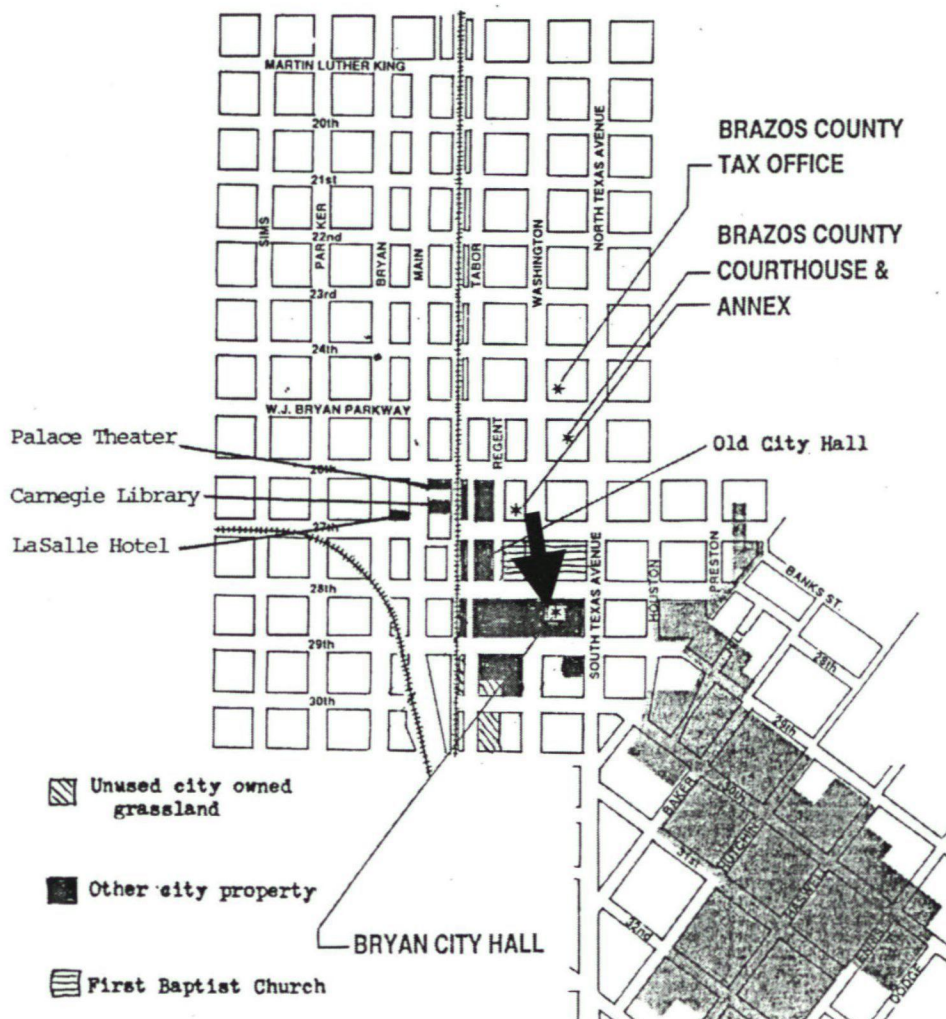 MARTIN LUTHER KING
20th
21st
SIMS
PARKER
22nd
BRYAN
MAIN
TABOR
WASHINGTON
NORTH TEXAS AVENUE
23rd
24th
W.J. BRYAN PARKWAY
REGENT
26th
27th
28th
29th
30th
SOUTH TEXAS AVENUE
HOUSTON
PRESTON
BANKS ST.
28th
29th
30th
31st
32nd
BAKER
HUTCHINS
DODGE
BRAZOS COUNTY
TAX OFFICE
BRAZOS COUNTY
COURTHOUSE &
ANNEX
Old City Hall
Palace Theater
Carnegie Library
LaSalle Hotel
Unused city owned
grassland
Other city property
BRYAN CITY HALL
First Baptist Church